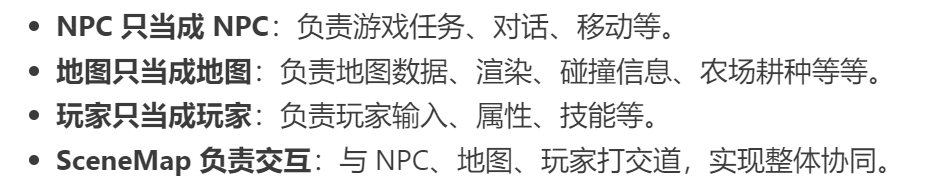 • NPC 只当成 NPC：负责游戏任务、对话、移动等。
• 地图只当成地图：负责地图数据、渲染、碰撞信息、农场耕种等等。
• 玩家只当成玩家：负责玩家输入、属性、技能等。
• SceneMap 负责交互：与 NPC、地图、玩家打交道，实现整体协同。